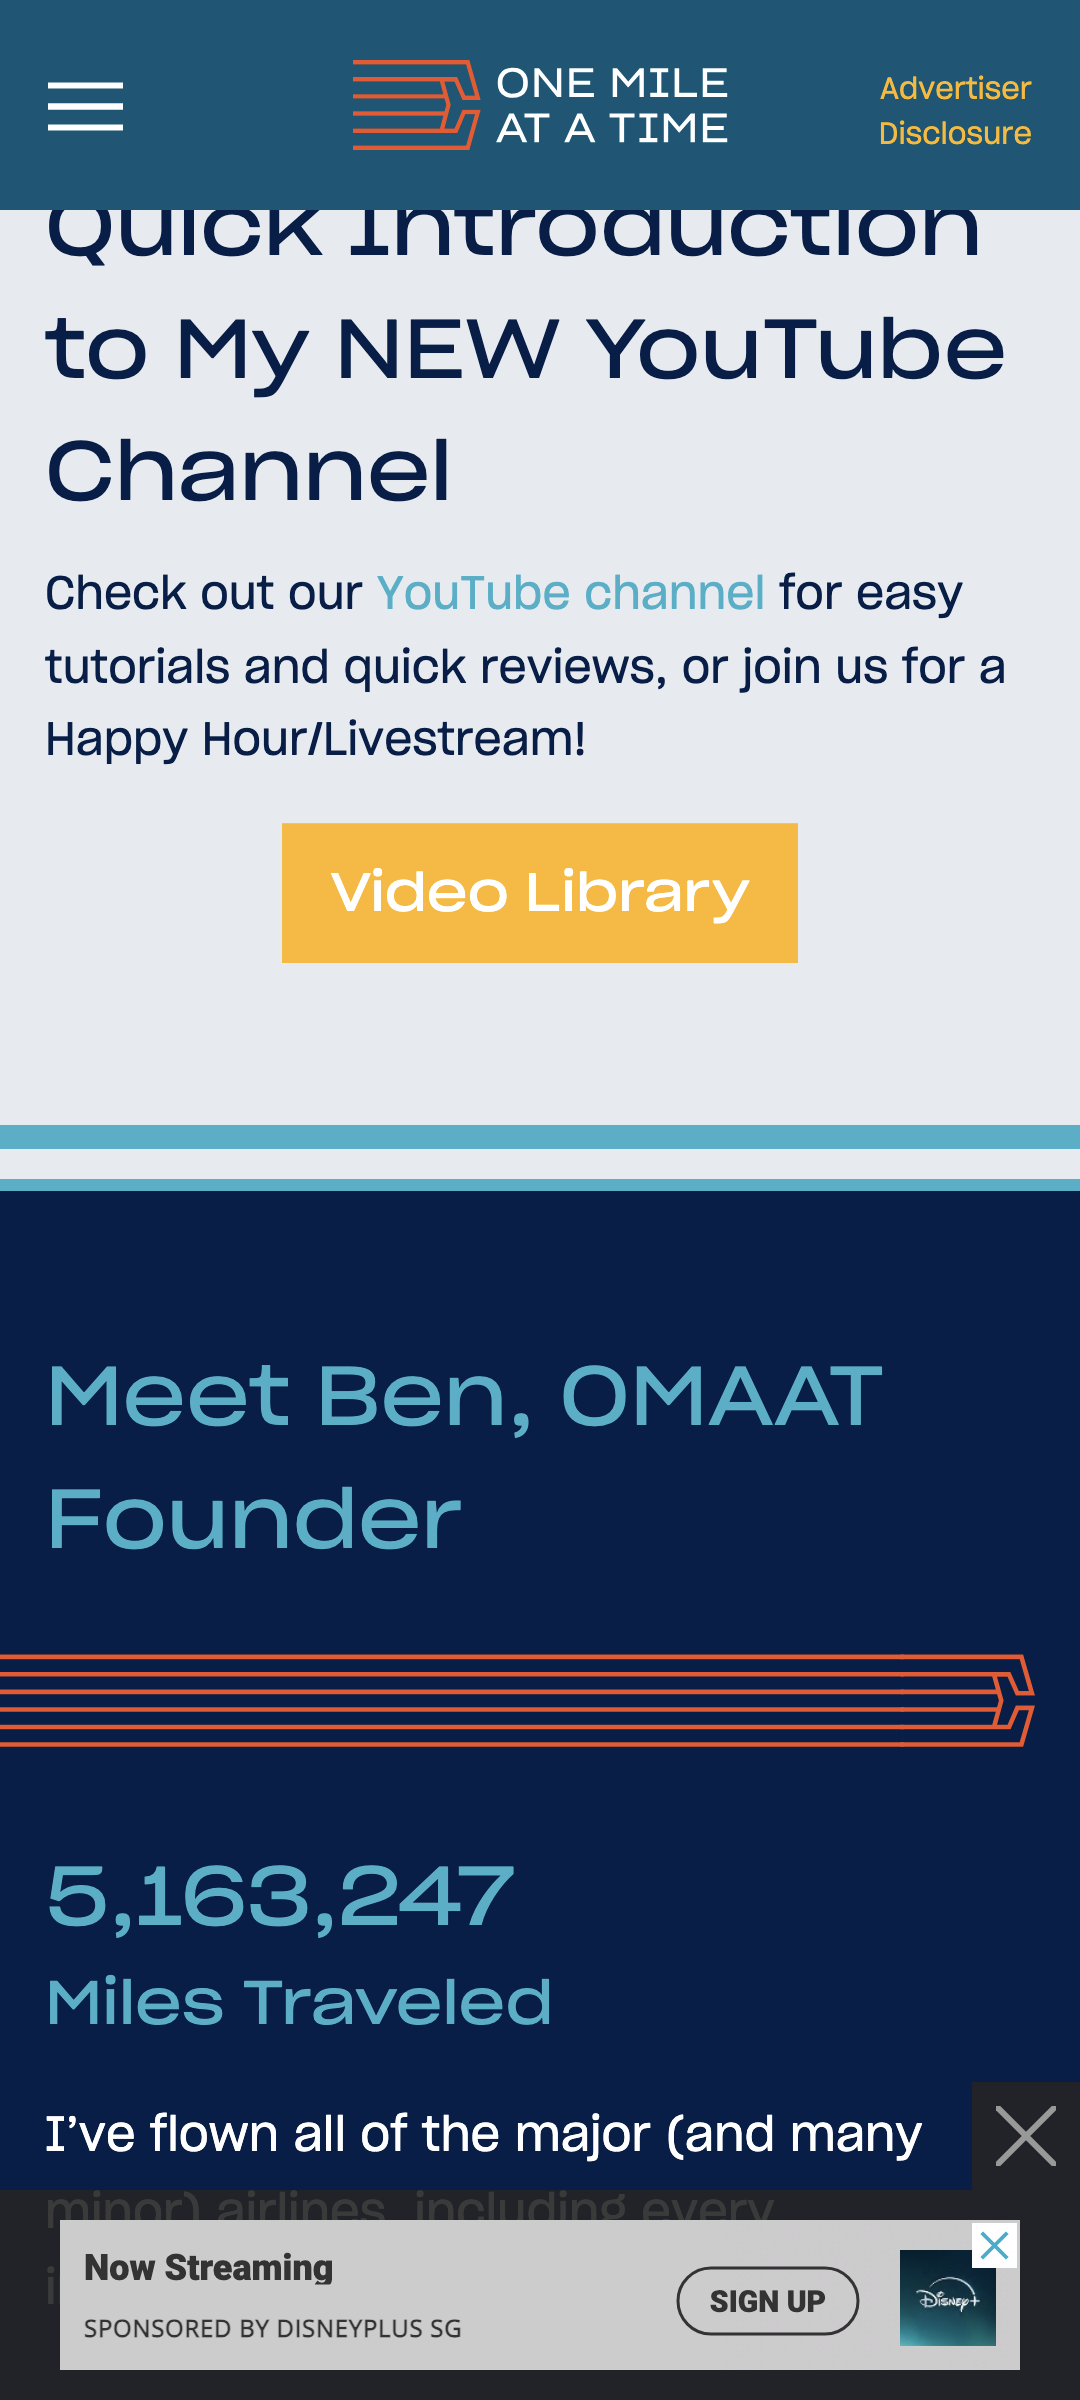 ONE MILE
AT A TIME
Advertiser
Disclosure
Quick Introduction
to My NEW YouTube
Channel
Check out our YouTube channel for easy
tutorials and quick reviews, or join us for a
Happy Hour/Livestream!
Video Library
Meet Ben, OMAAT
Founder
5,163,247
Miles Traveled
I’ve flown all of the major (and many
minor) airlines, including every
Now Streaming
SPONSORED BY DISNEYPLUS SG
SIGN UP
Disney+